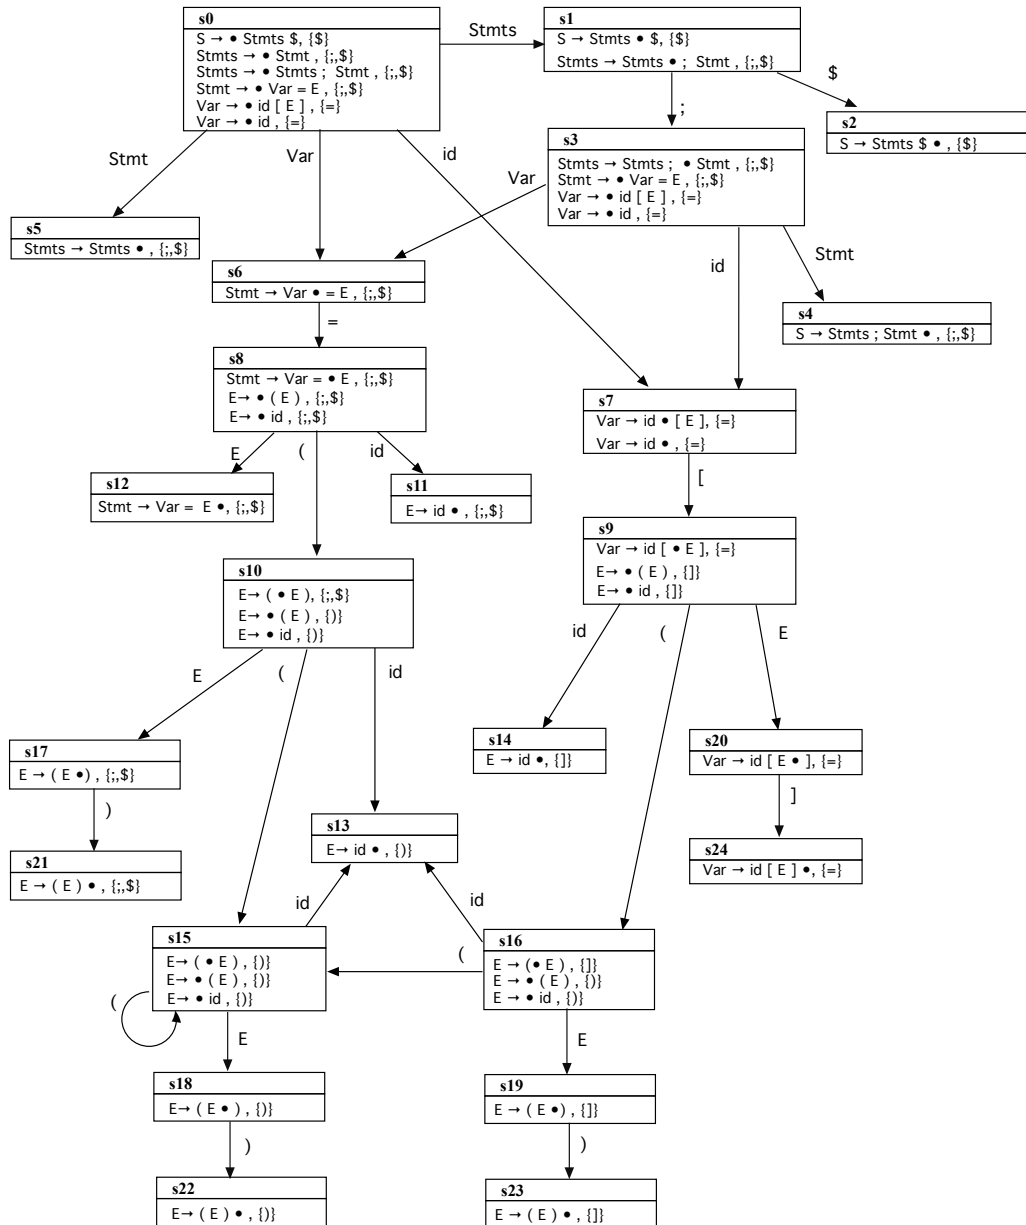 s0
S → • Stmts $, {$}
Stmts → • Stmt , {;,$}
Stmts → • Stmts ; Stmt , {;,$}
Stmt → • Var = E , {;,$}
Var → • id [ E ] , {=}
Var → • id , {=}
Stmts
s1
S → Stmts • $, {$}
Stmts → Stmts • ; Stmt , {;,$}
$
;
s2
S → Stmts $ • , {$}
Stmt
Var
id
Var
s3
Stmts → Stmts ; • Stmt , {;,$}
Stmt → • Var = E , {;,$}
Var → • id [ E ] , {=}
Var → • id , {=}
s5
Stmts → Stmts • , {;,$}
id
Stmt
s6
Stmt → Var • = E , {;,$}
=
s4
S → Stmts ; Stmt • , {;,$}
s8
Stmt → Var = • E , {;,$}
E→ • ( E ) , {;,$}
E→ • id , {;,$}
s7
Var → id • [ E ], {=}
Var → id • , {=}
E
(
id
[
s12
Stmt → Var = E •, {;,$}
s11
E→ id • , {;,$}
s9
Var → id [ • E ], {=}
E→ • ( E ) , {]}
E→ • id , {]}
s10
E→ ( • E ) , {;,$}
E→ • ( E ) , {)}
E→ • id , {)}
id
(
E
E
(
id
s14
E → id •, {]}
s20
Var → id [ E • ], {=}
s17
E → ( E •) , {;,$}
)
]
s13
E→ id • , {)}
s21
E → ( E ) • , {;,$}
s24
Var → id [ E ] •, {=}
id
id
s15
E→ ( • E ) , {)}
E→ • ( E ) , {)}
E→ • id , {)}
(
s16
E → ( • E ) , {]}
E → • ( E ) , {)}
E → • id , {)}
(
E
E
s18
E→ ( E • ) , {)}
s19
E → ( E •) , {]}
)
)
s22
E→ ( E ) • , {)}
s23
E → ( E ) • , {]}